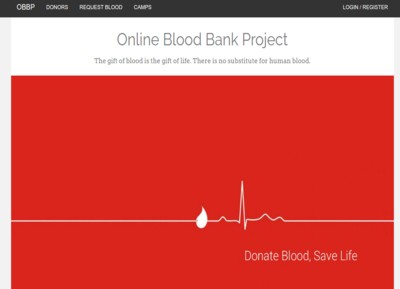 OBBP DONORS REQUEST BLOOD CAMPS LOGIN / REGISTER
Online Blood Bank Project
The gift of blood is the gift of life. There is no substitute for human blood.
Donate Blood, Save Life